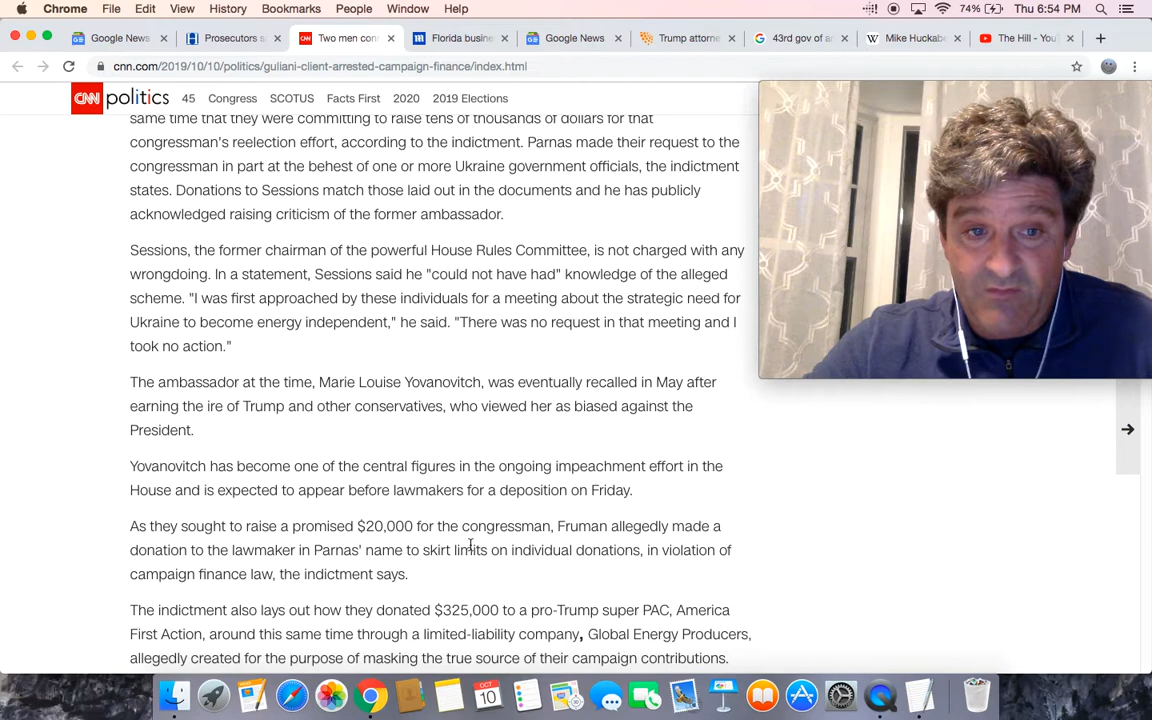 Chrome File Edit View History Bookmarks People Window Help 74% Thu 6:54 PM
Google News Prosecutors s Two men con Florida busine Google News Trump attorne 43rd gov of a Mike Huckab The Hill - You
cnn.com/2019/10/10/politics/guliani-client-arrested-campaign-finance/index.html
CNN politics 45 Congress SCOTUS Facts First 2020 2019 Elections
same time that they were committing to raise tens of thousands of dollars for that
congressman's reelection effort, according to the indictment. Parnas made their request to the
congressman in part at the behest of one or more Ukraine government officials, the indictment
states. Donations to Sessions match those laid out in the documents and he has publicly
acknowledged raising criticism of the former ambassador.
Sessions, the former chairman of the powerful House Rules Committee, is not charged with any
wrongdoing. In a statement, Sessions said he "could not have had" knowledge of the alleged
scheme. "I was first approached by these individuals for a meeting about the strategic need for
Ukraine to become energy independent," he said. "There was no request in that meeting and I
took no action."
The ambassador at the time, Marie Louise Yovanovitch, was eventually recalled in May after
earning the ire of Trump and other conservatives, who viewed her as biased against the
President.
Yovanovitch has become one of the central figures in the ongoing impeachment effort in the
House and is expected to appear before lawmakers for a deposition on Friday.
As they sought to raise a promised $20,000 for the congressman, Fruman allegedly made a
donation to the lawmaker in Parnas' name to skirt limits on individual donations, in violation of
campaign finance law, the indictment says.
The indictment also lays out how they donated $325,000 to a pro-Trump super PAC, America
First Action, around this same time through a limited-liability company, Global Energy Producers,
allegedly created for the purpose of masking the true source of their campaign contributions.
OCT
10